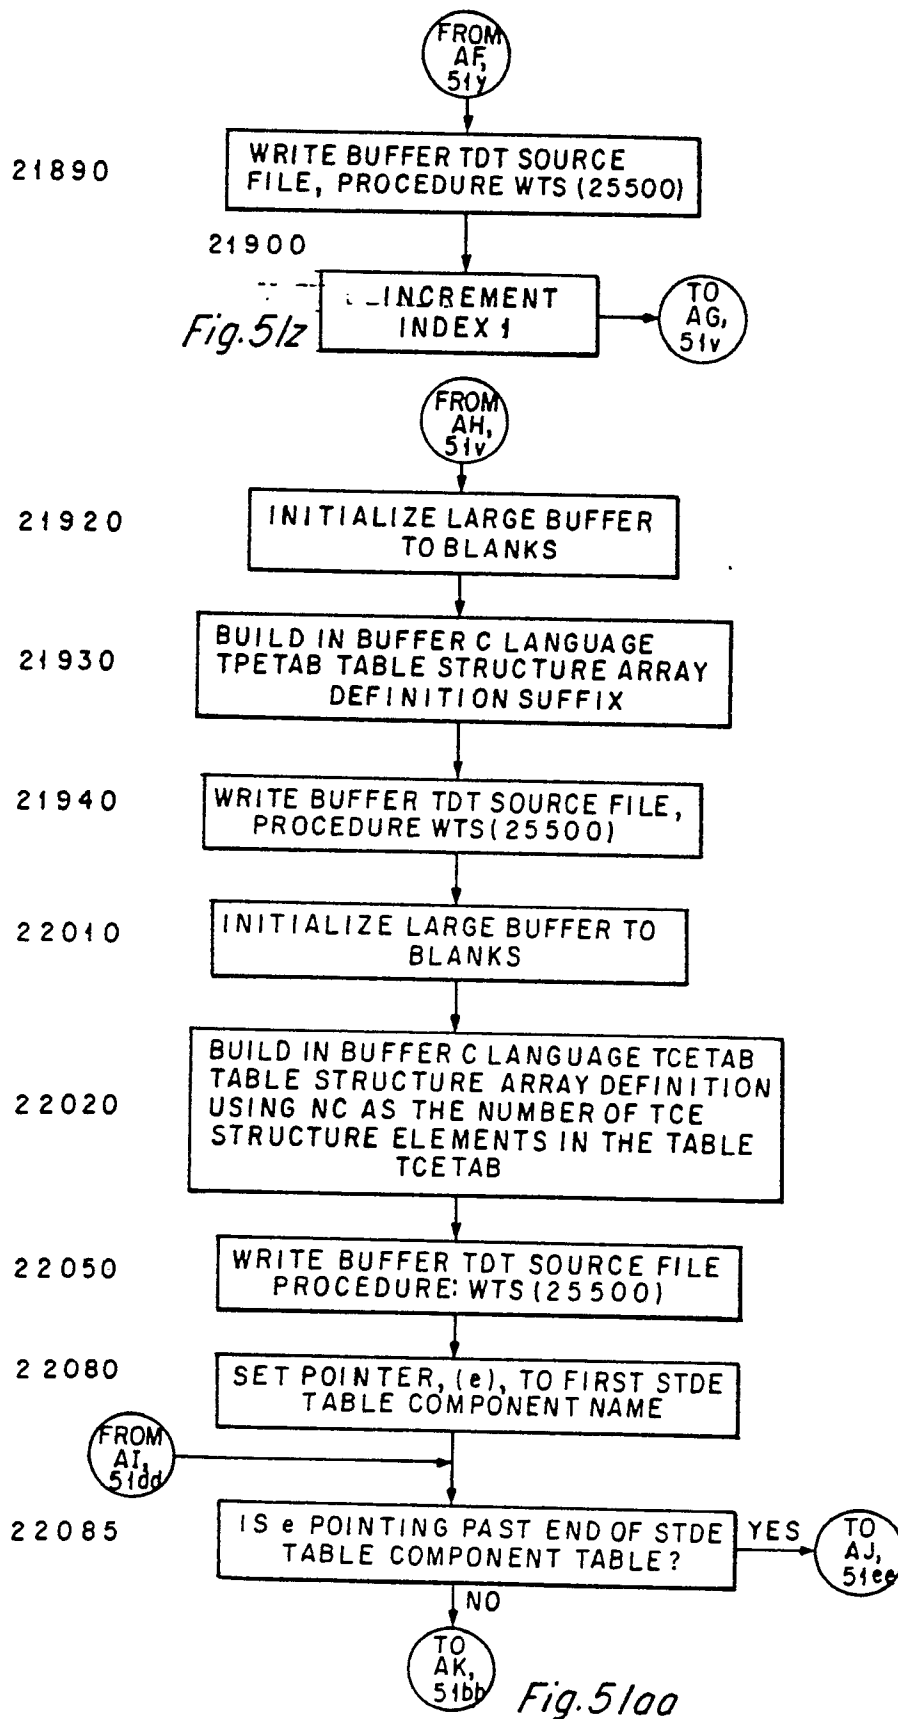 FROM
AF,
51y
21890
WRITE BUFFER TDT SOURCE
FILE, PROCEDURE WTS (25500)
21900
INCREMENT
INDEX 1
TO
AG,
51v
Fig.51z
FROM
AH,
51v
21920
INITIALIZE LARGE BUFFER
TO BLANKS
21930
BUILD IN BUFFER C LANGUAGE
TPETAB TABLE STRUCTURE ARRAY
DEFINITION SUFFIX
21940
WRITE BUFFER TDT SOURCE FILE,
PROCEDURE WTS (25500)
22010
INITIALIZE LARGE BUFFER TO
BLANKS
22020
BUILD IN BUFFER C LANGUAGE TCETAB
TABLE STRUCTURE ARRAY DEFINITION
USING NC AS THE NUMBER OF TCE
STRUCTURE ELEMENTS IN THE TABLE
TCETAB
22050
WRITE BUFFER TDT SOURCE FILE
PROCEDURE: WTS (25500)
22080
SET POINTER, (e), TO FIRST STDE
TABLE COMPONENT NAME
FROM
AI,
51dd
22085
IS e POINTING PAST END OF STDE
TABLE COMPONENT TABLE?
YES
TO
AJ,
51ee
NO
TO
AK,
51bb
Fig.51aa